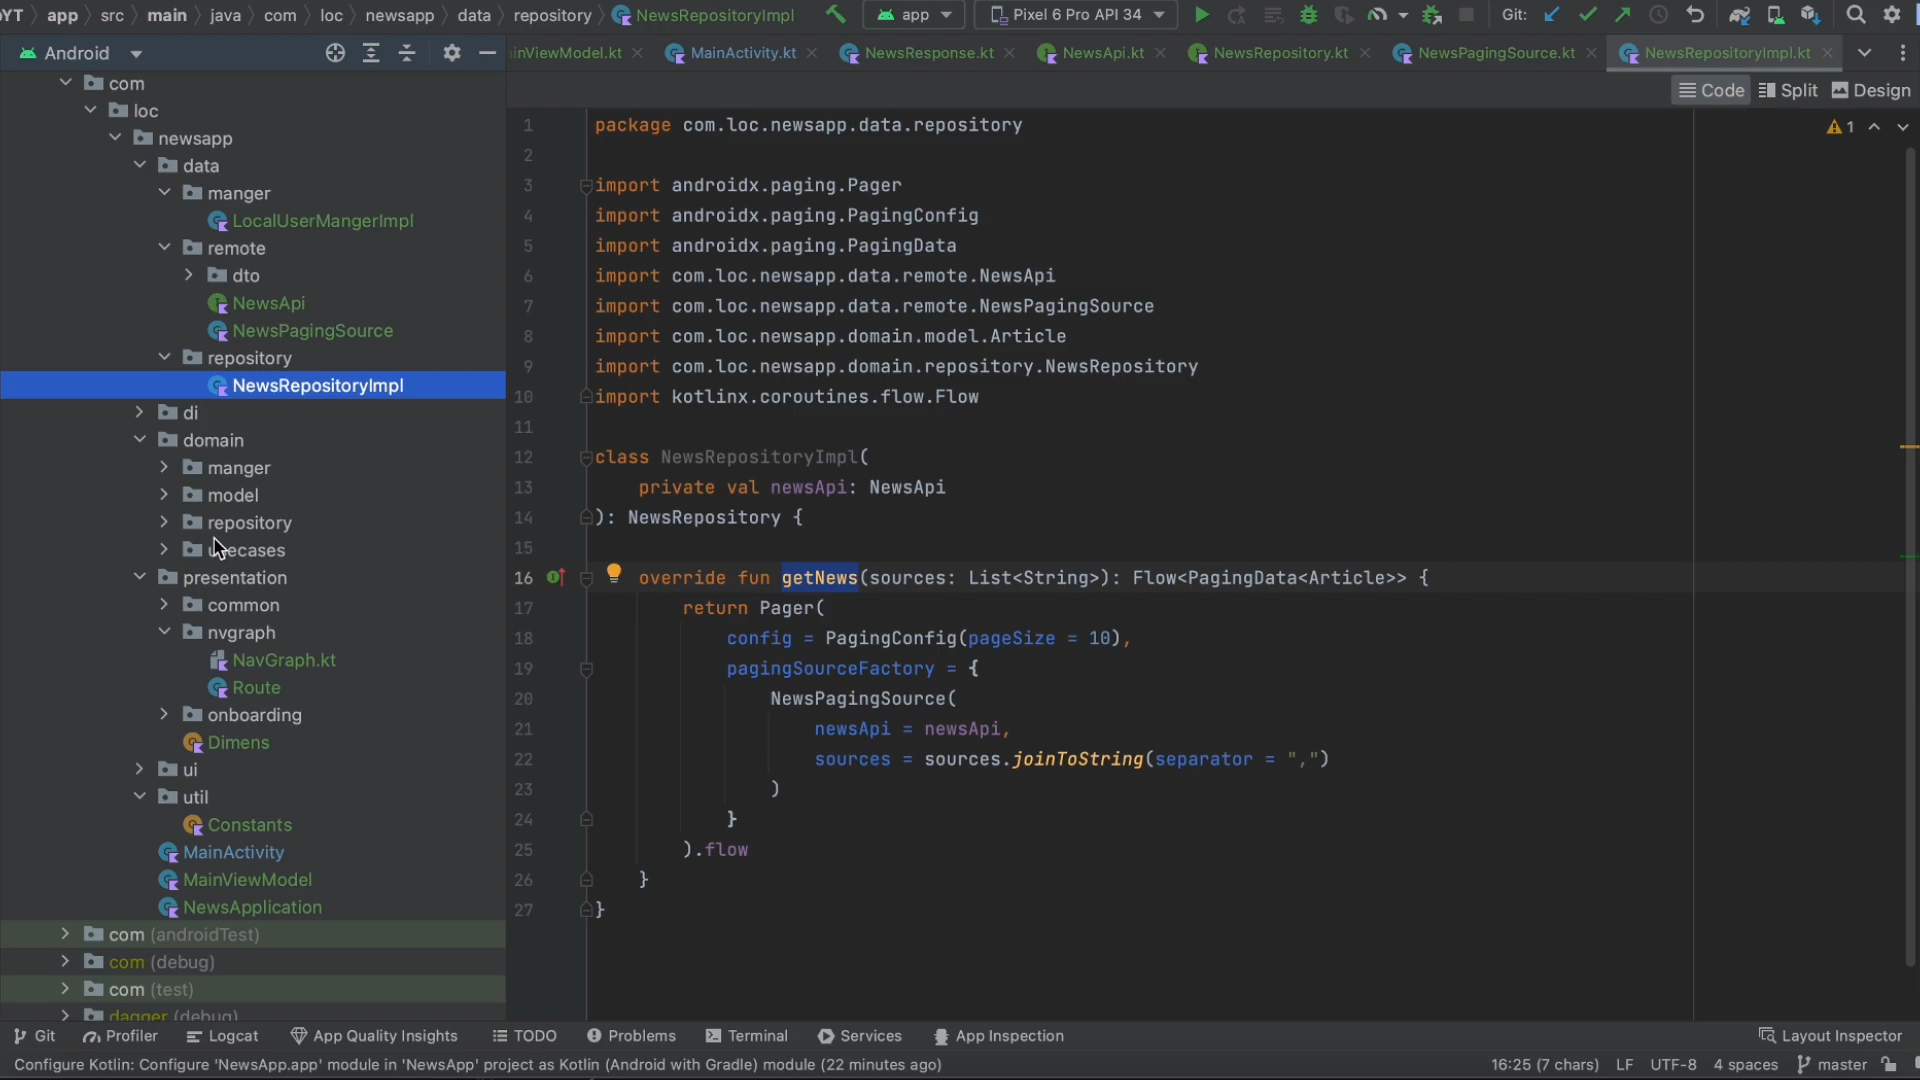 YT app src main java com loc newsapp data repository NewsRepositoryImpl app Pixel 6 Pro API 34 Git:
Android inViewModel.kt MainActivity.kt NewsResponse.kt NewsApi.kt NewsRepository.kt NewsPagingSource.kt NewsRepositoryImpl.kt
Code Split Design
com
loc
newsapp
data
manger
LocalUserMangerImpl
remote
dto
NewsApi
NewsPagingSource
repository
NewsRepositoryImpl
di
domain
manger
model
repository
usecases
presentation
common
nvgraph
NavGraph.kt
Route
onboarding
Dimens
ui
util
Constants
MainActivity
MainViewModel
NewsApplication
com (androidTest)
com (debug)
com (test)
dagger (debug)
1
1 package com.loc.newsapp.data.repository
2
3 import androidx.paging.Pager
4 import androidx.paging.PagingConfig
5 import androidx.paging.PagingData
6 import com.loc.newsapp.data.remote.NewsApi
7 import com.loc.newsapp.data.remote.NewsPagingSource
8 import com.loc.newsapp.domain.model.Article
9 import com.loc.newsapp.domain.repository.NewsRepository
10 import kotlinx.coroutines.flow.Flow
11
12 class NewsRepositoryImpl(
13 private val newsApi: NewsApi
14 ): NewsRepository {
15
16 override fun getNews(sources: List<String>): Flow<PagingData<Article>> {
17 return Pager(
18 config = PagingConfig(pageSize = 10),
19 pagingSourceFactory = {
20 NewsPagingSource(
21 newsApi = newsApi,
22 sources = sources.joinToString(separator = ",")
23 )
24 }
25 ).flow
26 }
27 }
Git Profiler Logcat App Quality Insights TODO Problems Terminal Services App Inspection Layout Inspector
Configure Kotlin: Configure 'NewsApp.app' module in 'NewsApp' project as Kotlin (Android with Gradle) module (22 minutes ago) 16:25 (7 chars) LF UTF-8 4 spaces master